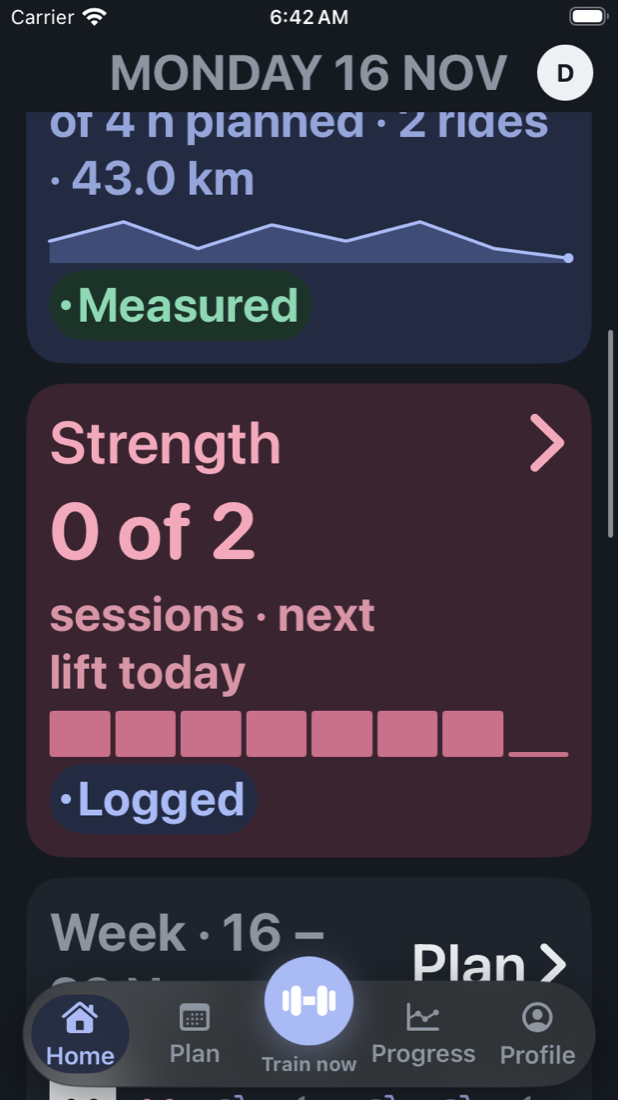 Carrier 6:42 AM
MONDAY 16 NOV D
of 4 h planned · 2 rides
· 43.0 km
· Measured
Strength
0 of 2
sessions · next
lift today
· Logged
Week · 16 –
Plan
Home Plan Train now Progress Profile